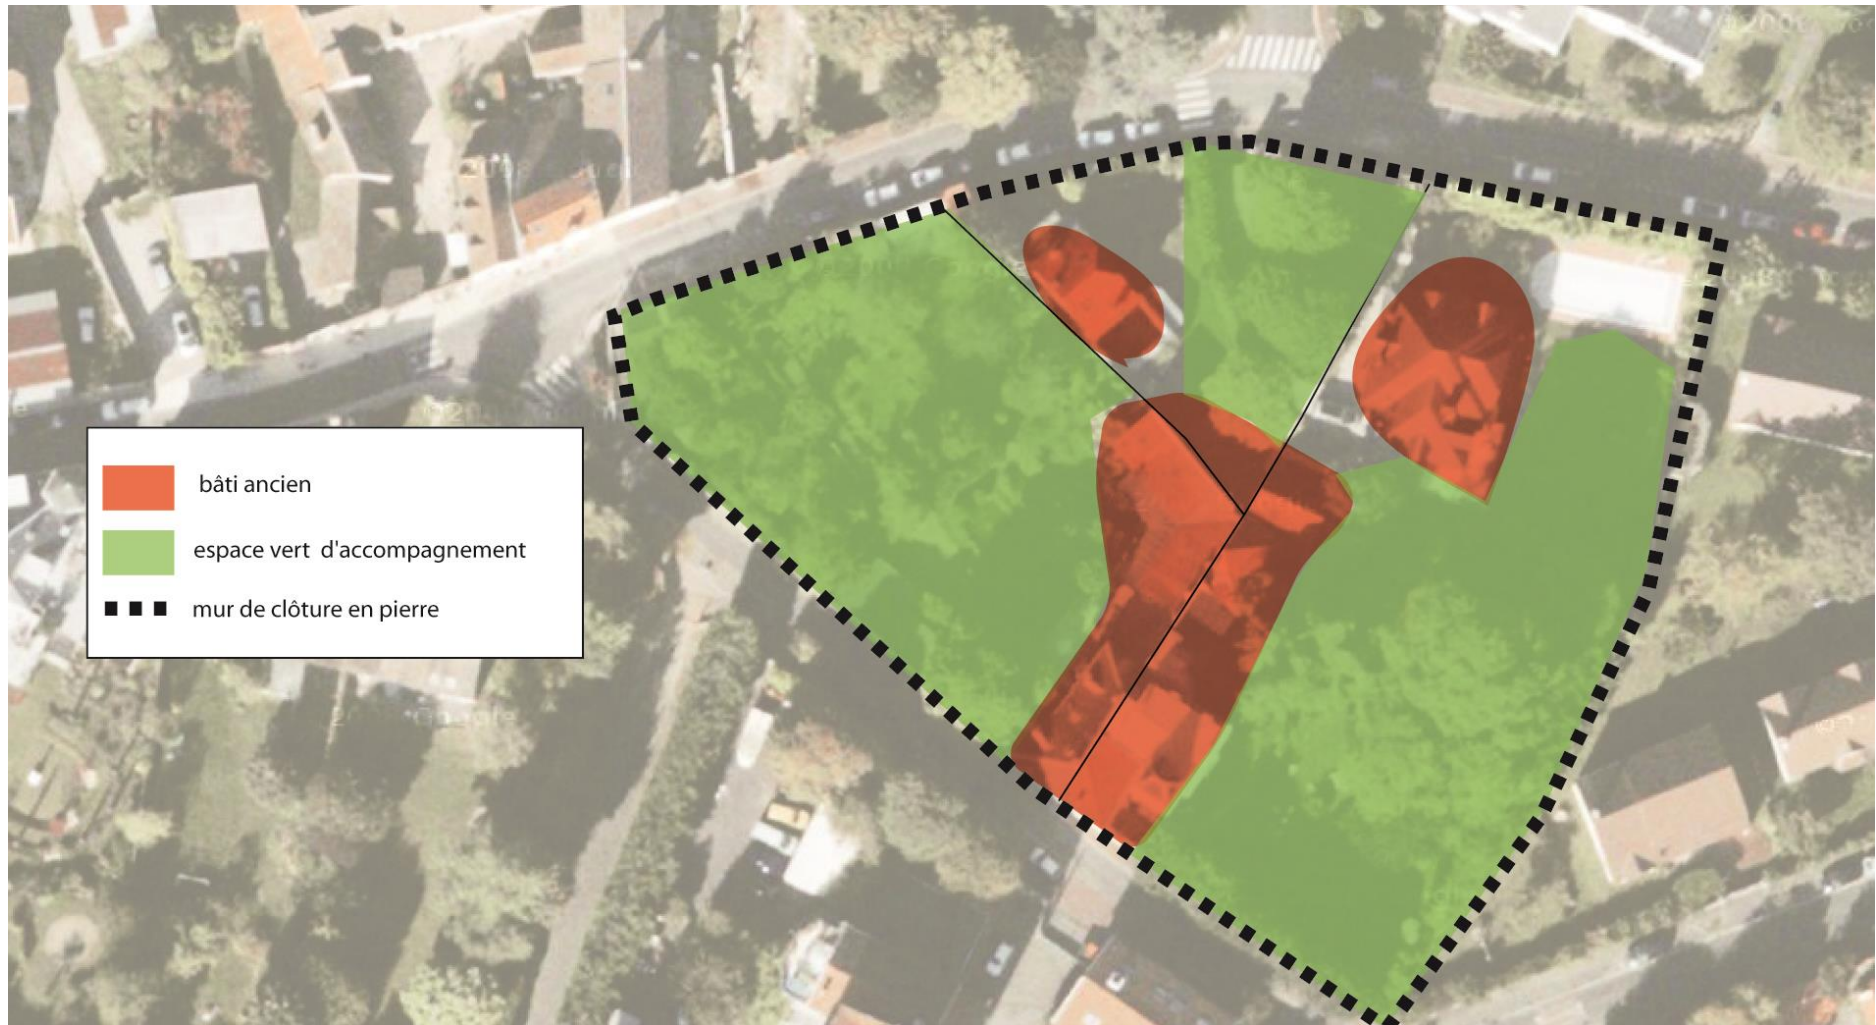 bâti ancien
espace vert d'accompagnement
mur de clôture en pierre